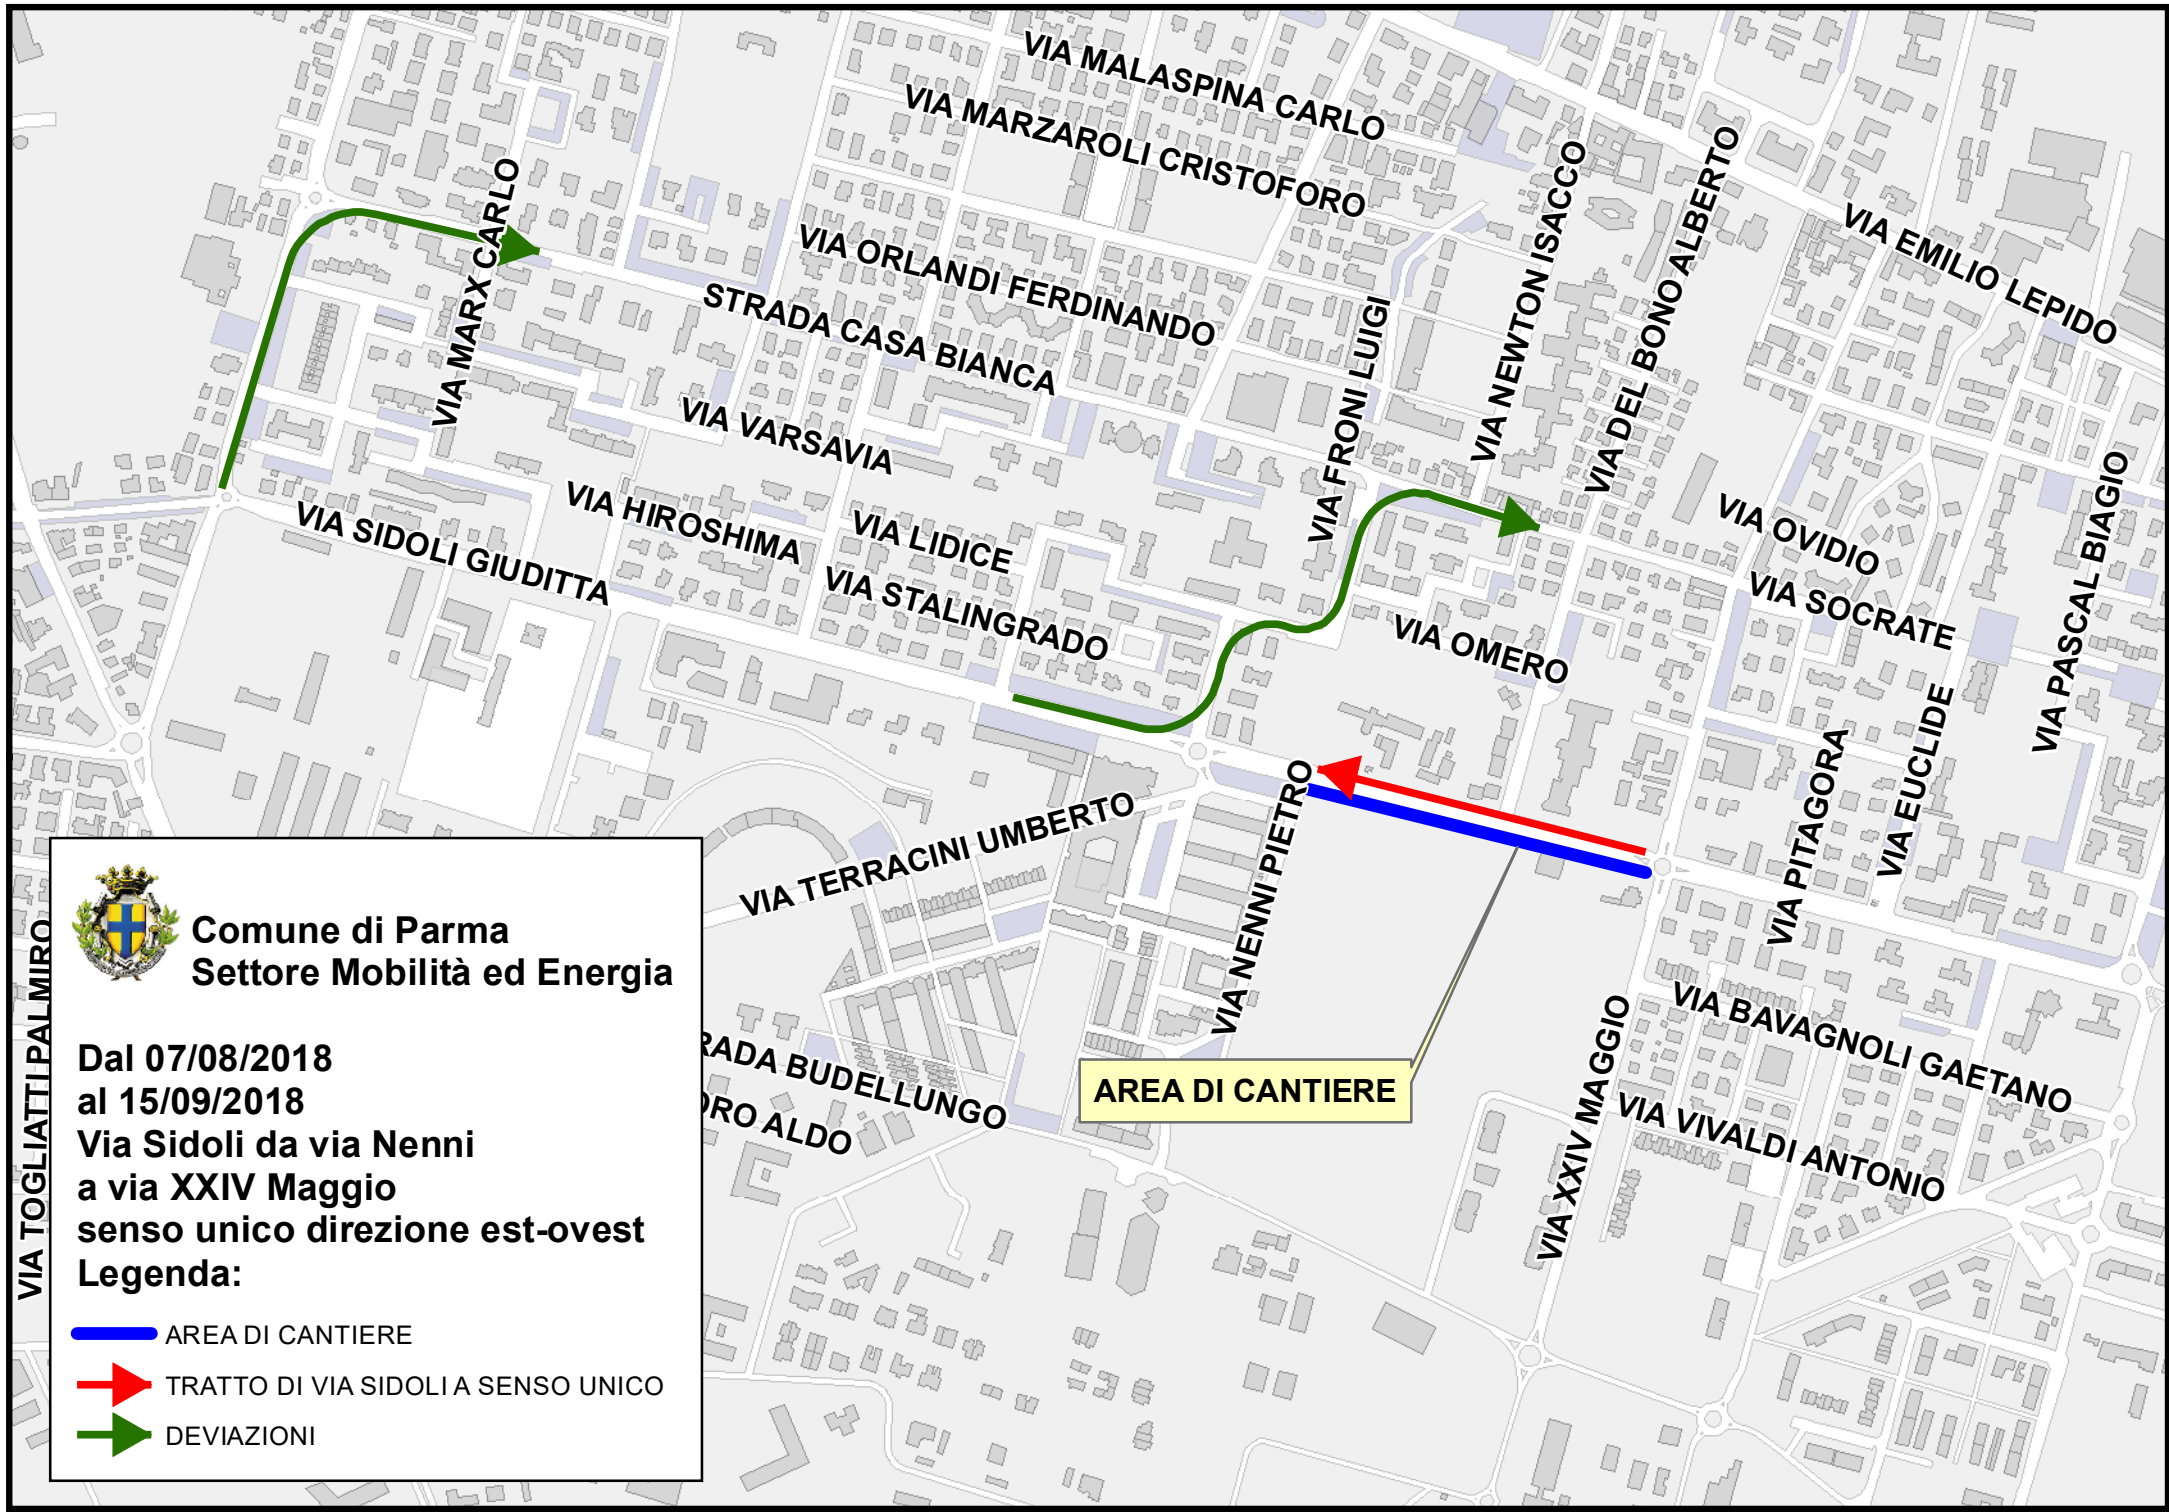 VIA MALASPINA CARLO
VIA MARZAROLI CRISTOFORO
VIA NEWTON ISACCO
VIA DEL BONO ALBERTO
VIA EMILIO LEPIDO
VIA MARX CARLO
VIA ORLANDI FERDINANDO
STRADA CASA BIANCA
VIA FRONI LUIGI
VIA VARSAVIA
VIA HIROSHIMA
VIA SIDOLI GIUDITTA
VIA LIDICE
VIA STALINGRADO
VIA OVIDIO
VIA SOCRATE
VIA PASCAL BIAGIO
VIA OMERO
VIA EUCLIDE
VIA PITAGORA
VIA TERRACINI UMBERTO
VIA NENNI PIETRO
VIA BAVAGNOLI GAETANO
VIA VIVALDI ANTONIO
VIA XXIV MAGGIO
RADA BUDELLUNGO
ORO ALDO
VIA TOGLIATTI PALMIRO
AREA DI CANTIERE
Comune di Parma
Settore Mobilità ed Energia
Dal 07/08/2018
al 15/09/2018
Via Sidoli da via Nenni
a via XXIV Maggio
senso unico direzione est-ovest
Legenda:
AREA DI CANTIERE
TRATTO DI VIA SIDOLI A SENSO UNICO
DEVIAZIONI